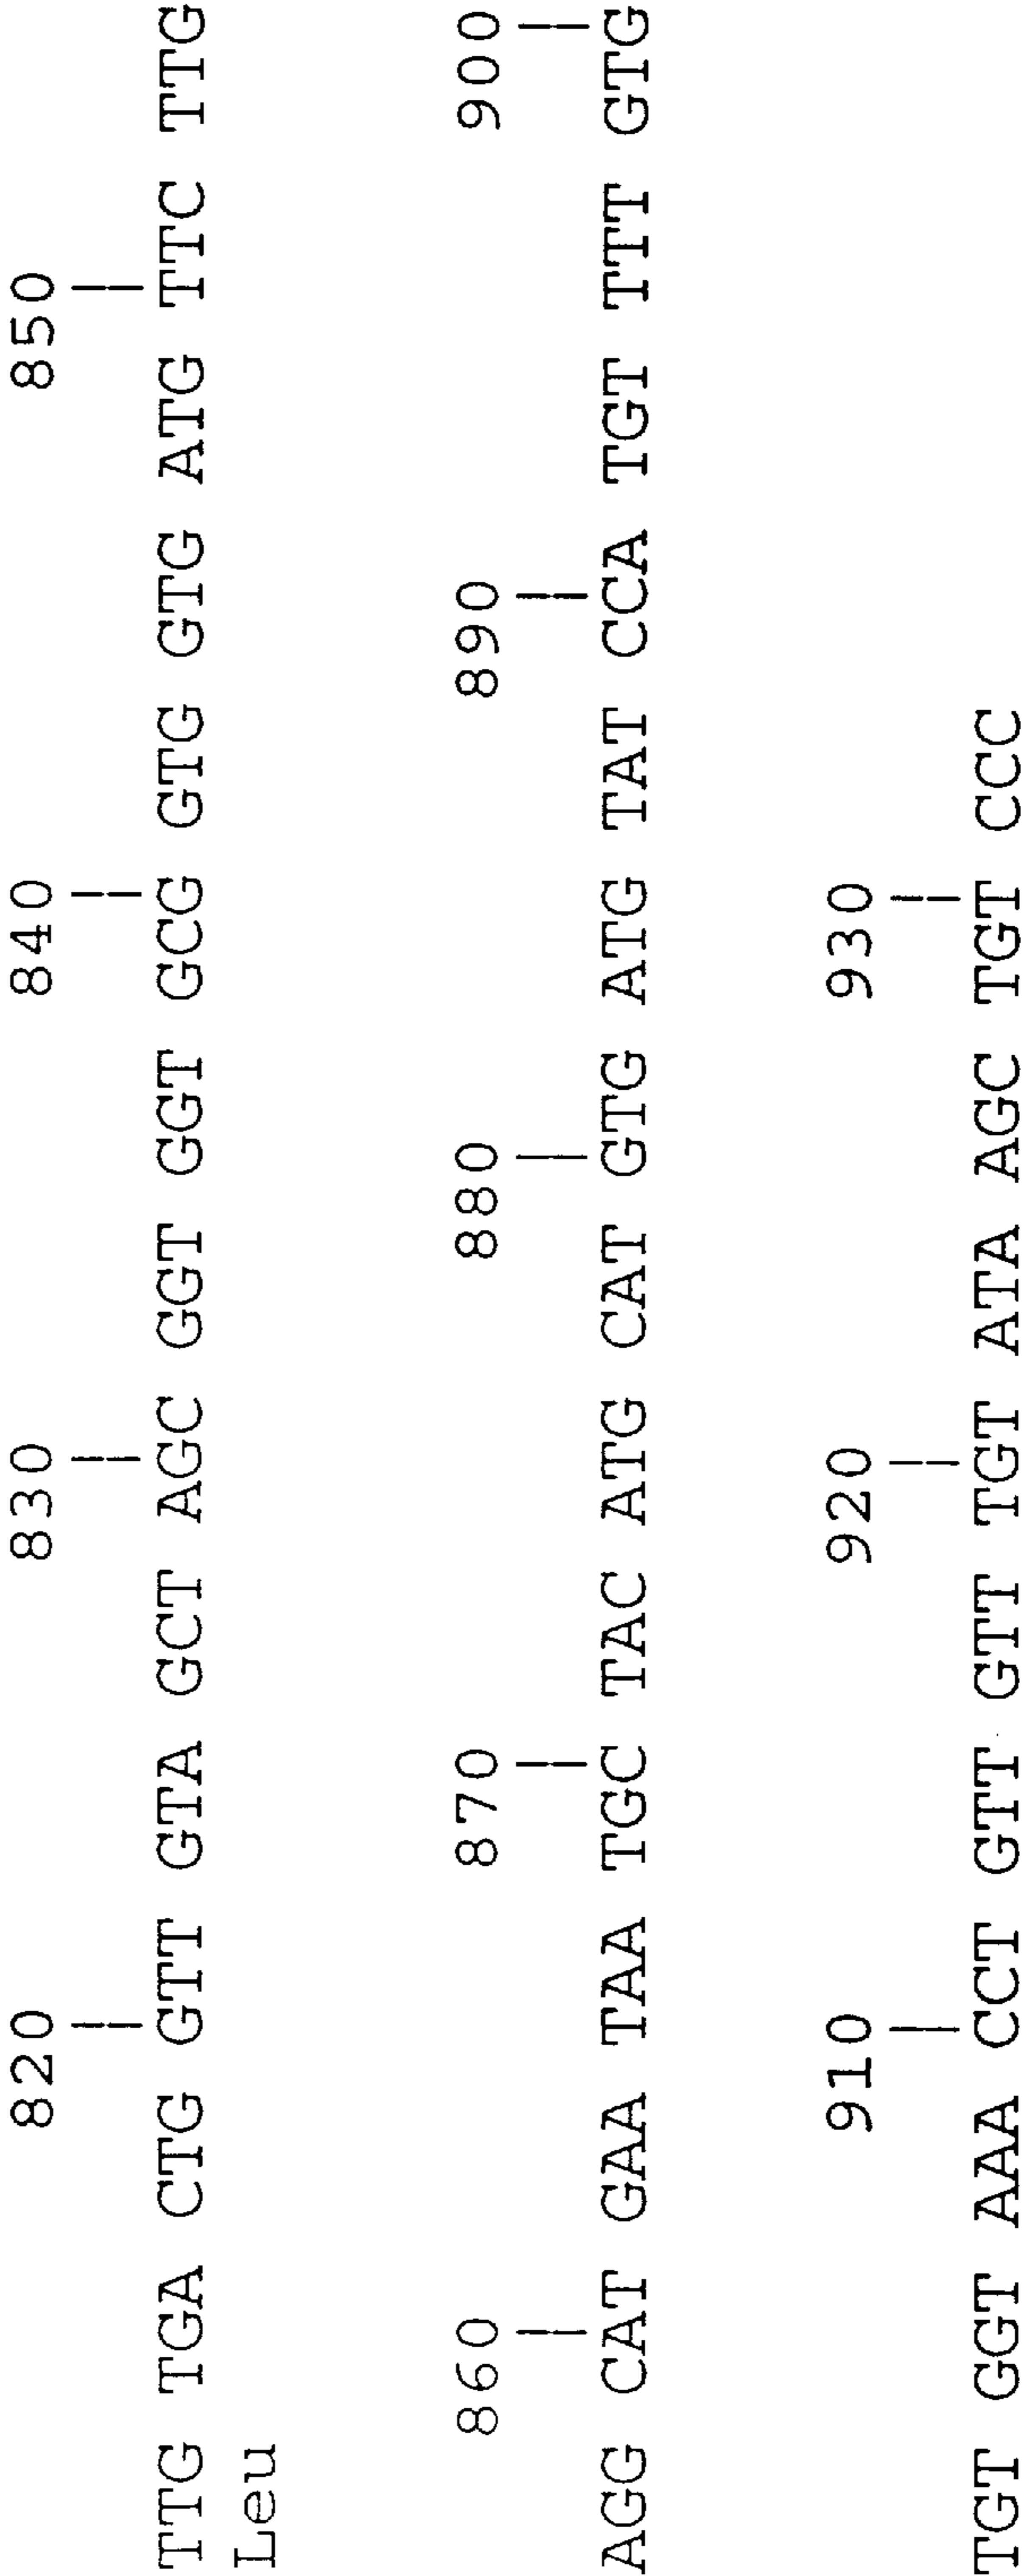 820 830 840 850
TTG TGA CTG GTT GTA GCT AGC GGT GGT GCG GTG GTG ATG TTC TTG
Leu
860 870 880 890 900
AGG CAT GAA TAA TGC TAC ATG CAT GTG ATG TAT CCA TGT TTT GTG
910 920 930
TGT GGT AAA CCT GTT GTT TGT ATA AGC TGT CCC